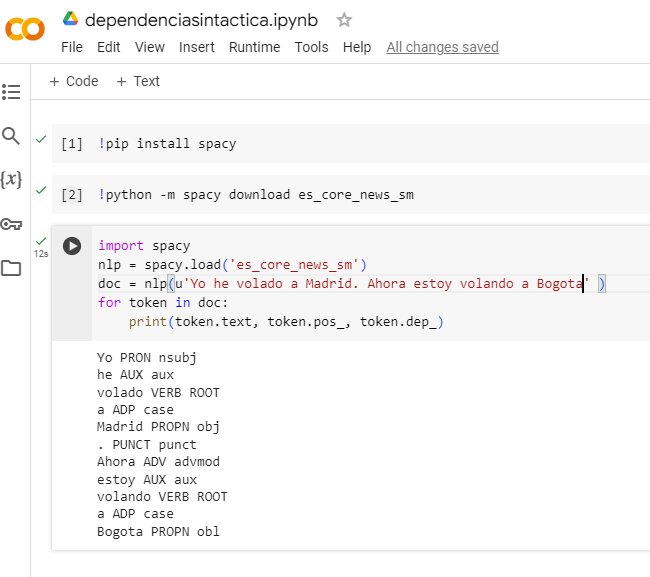 dependenciasintactica.ipynb
File Edit View Insert Runtime Tools Help All changes saved
+ Code + Text
[1] !pip install spacy
[2] !python -m spacy download es_core_news_sm
12s
import spacy
nlp = spacy.load('es_core_news_sm')
doc = nlp(u'Yo he volado a Madrid. Ahora estoy volando a Bogota' )
for token in doc:
    print(token.text, token.pos_, token.dep_)
Yo PRON nsubj
he AUX aux
volado VERB ROOT
a ADP case
Madrid PROPN obj
. PUNCT punct
Ahora ADV advmod
estoy AUX aux
volando VERB ROOT
a ADP case
Bogota PROPN obl